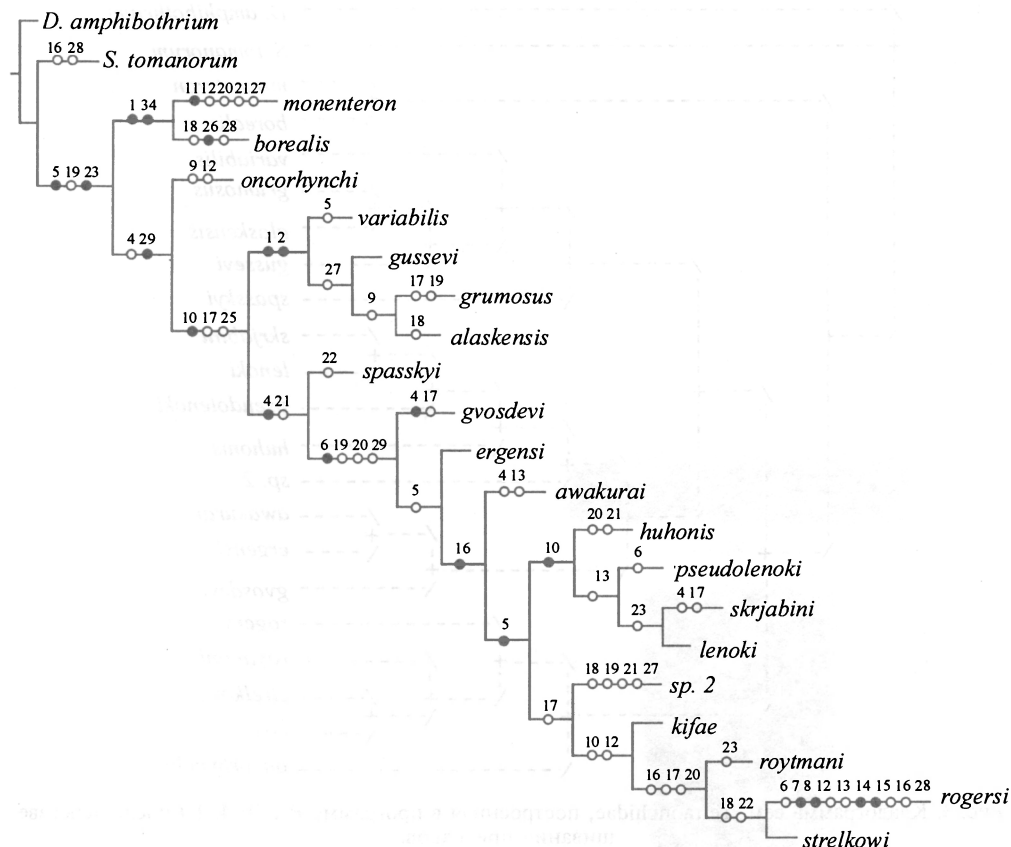 D. amphibothrium
16 28
S. tomanorum
11 12 20 21 27
1 34
monenteron
18 26 28
borealis
9 12
5 19 23
oncorhynchi
5
variabilis
4 29
1 2
gussevi
27
17 19
9
grumosus
10 17 25
18
alaskensis
22
spasskyi
4 21
4 17
gvosdevi
6 19 20 29
ergensi
5
4 13
awakurai
20 21
huhonis
16
10
6
pseudolenoki
13
4 17
skrjabini
23
5
lenoki
18 19 21 27
sp. 2
17
kifae
10 12
23
roytmani
16 17 20
6 7 8 12 13 14 15 16 28
rogersi
18 22
strelkowi